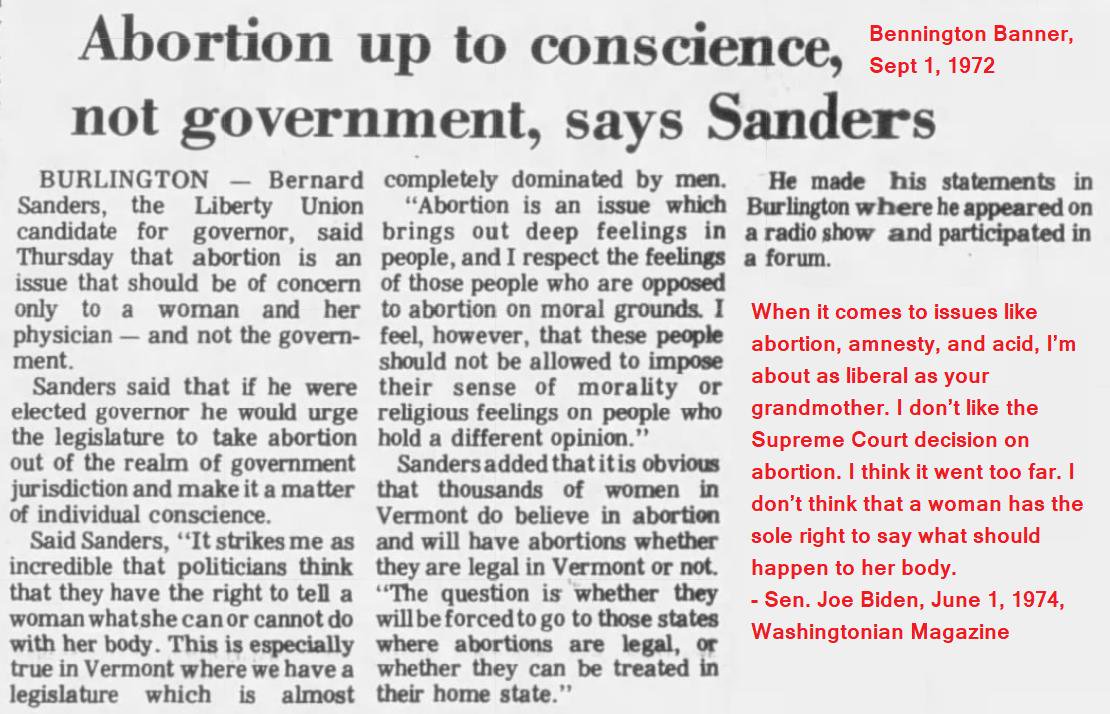 Abortion up to conscience,
not government, says Sanders
Bennington Banner,
Sept 1, 1972
BURLINGTON — Bernard
Sanders, the Liberty Union
candidate for governor, said
Thursday that abortion is an
issue that should be of concern
only to a woman and her
physician — and not the govern-
ment.
Sanders said that if he were
elected governor he would urge
the legislature to take abortion
out of the realm of government
jurisdiction and make it a matter
of individual conscience.
Said Sanders, “It strikes me as
incredible that politicians think
that they have the right to tell a
woman what she can or cannot do
with her body. This is especially
true in Vermont where we have a
legislature which is almost
completely dominated by men.
“Abortion is an issue which
brings out deep feelings in
people, and I respect the feelings
of those people who are opposed
to abortion on moral grounds. I
feel, however, that these people
should not be allowed to impose
their sense of morality or
religious feelings on people who
hold a different opinion.”
Sanders added that it is obvious
that thousands of women in
Vermont do believe in abortion
and will have abortions whether
they are legal in Vermont or not.
“The question is whether they
will be forced to go to those states
where abortions are legal, or
whether they can be treated in
their home state.”
He made his statements in
Burlington where he appeared on
a radio show and participated in
a forum.
When it comes to issues like
abortion, amnesty, and acid, I’m
about as liberal as your
grandmother. I don’t like the
Supreme Court decision on
abortion. I think it went too far. I
don’t think that a woman has the
sole right to say what should
happen to her body.
- Sen. Joe Biden, June 1, 1974,
Washingtonian Magazine